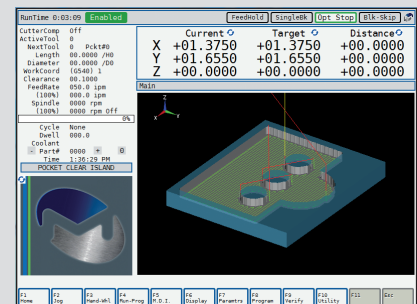 RunTime 0:03:09 Enabled FeedHold SingleBk Opt Stop Blk-Skip
CutterComp Off
ActiveTool 0
NextTool 0 Pckt#0
Length 00.0000 /H0
Diameter 00.0000 /D0
WorkCoord (G540) 1
Clearance 00.1000
FeedRate 050.0 ipm
(100%) 000.0 ipm
Spindle 0000 rpm
(100%) 0000 rpm Off
0%
Cycle None
Dwell 000.0
Coolant
- Part# 0000 + 0
Time 1:36:29 PM
POCKET CLEAR ISLAND
Current Target Distance
X +01.3750 +01.3750 +00.0000
Y +01.6550 +01.6550 +00.0000
Z +00.0000 +00.0000 +00.0000
Main
Z
X Y
F1 Home
F2 Jog
F3 Hand-Whl
F4 Run-Prog
F5 M.D.I.
F6 Display
F7 Paramtrs
F8 Program
F9 Verify
F10 Utility
F11
Esc